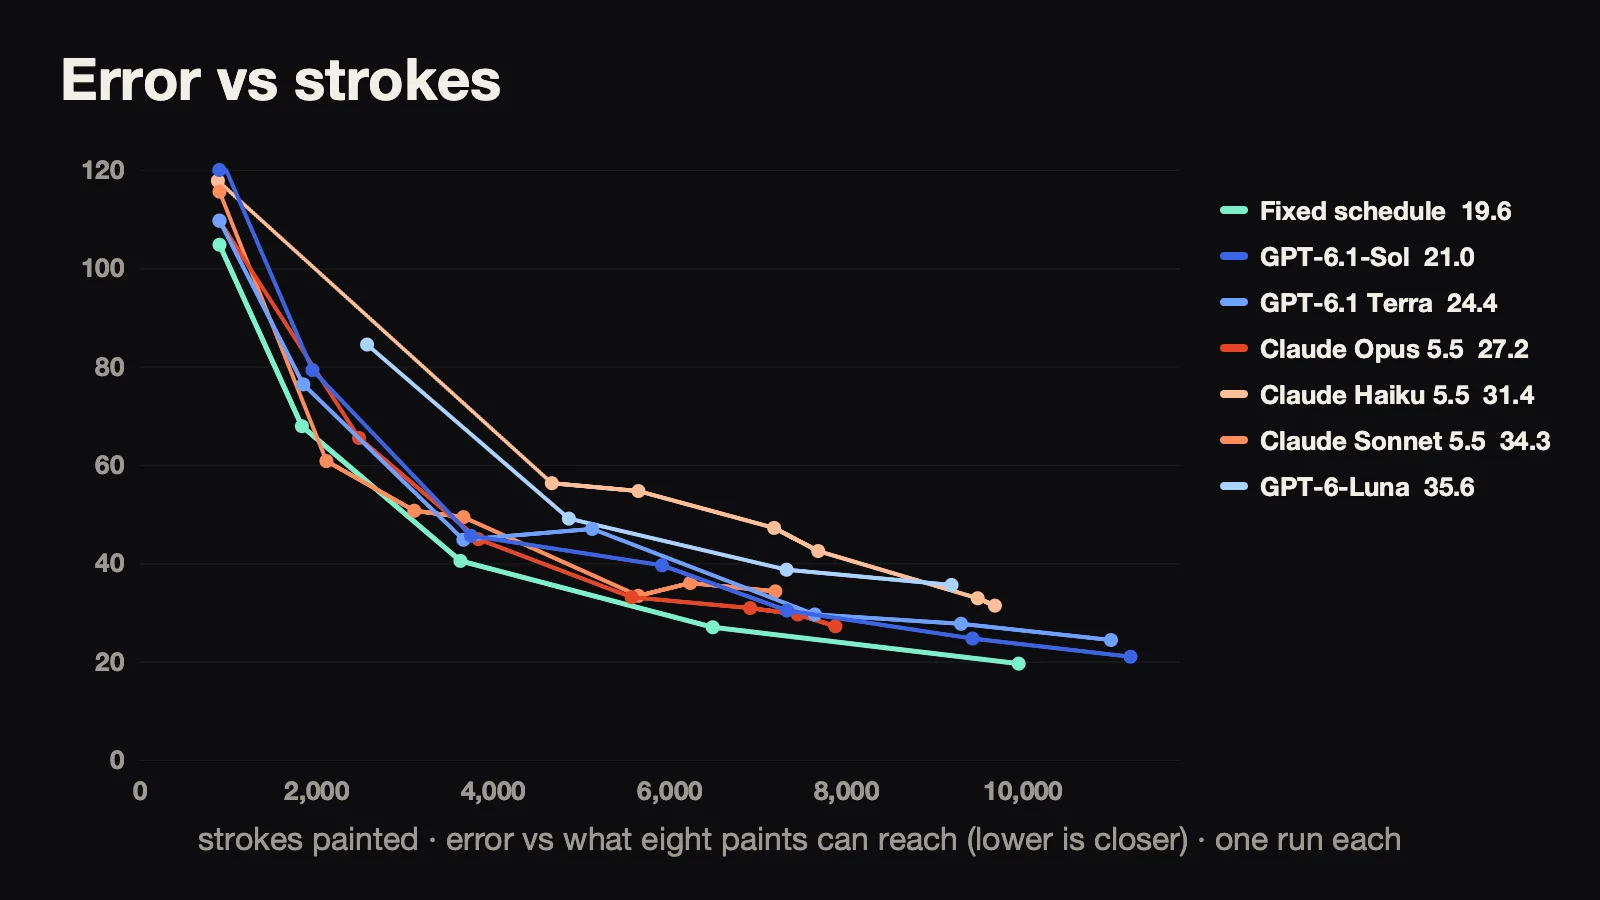 Error vs strokes
120
100
80
60
40
20
0
0 2,000 4,000 6,000 8,000 10,000
strokes painted · error vs what eight paints can reach (lower is closer) · one run each
Fixed schedule 19.6
GPT-6.1-Sol 21.0
GPT-6.1 Terra 24.4
Claude Opus 5.5 27.2
Claude Haiku 5.5 31.4
Claude Sonnet 5.5 34.3
GPT-6-Luna 35.6